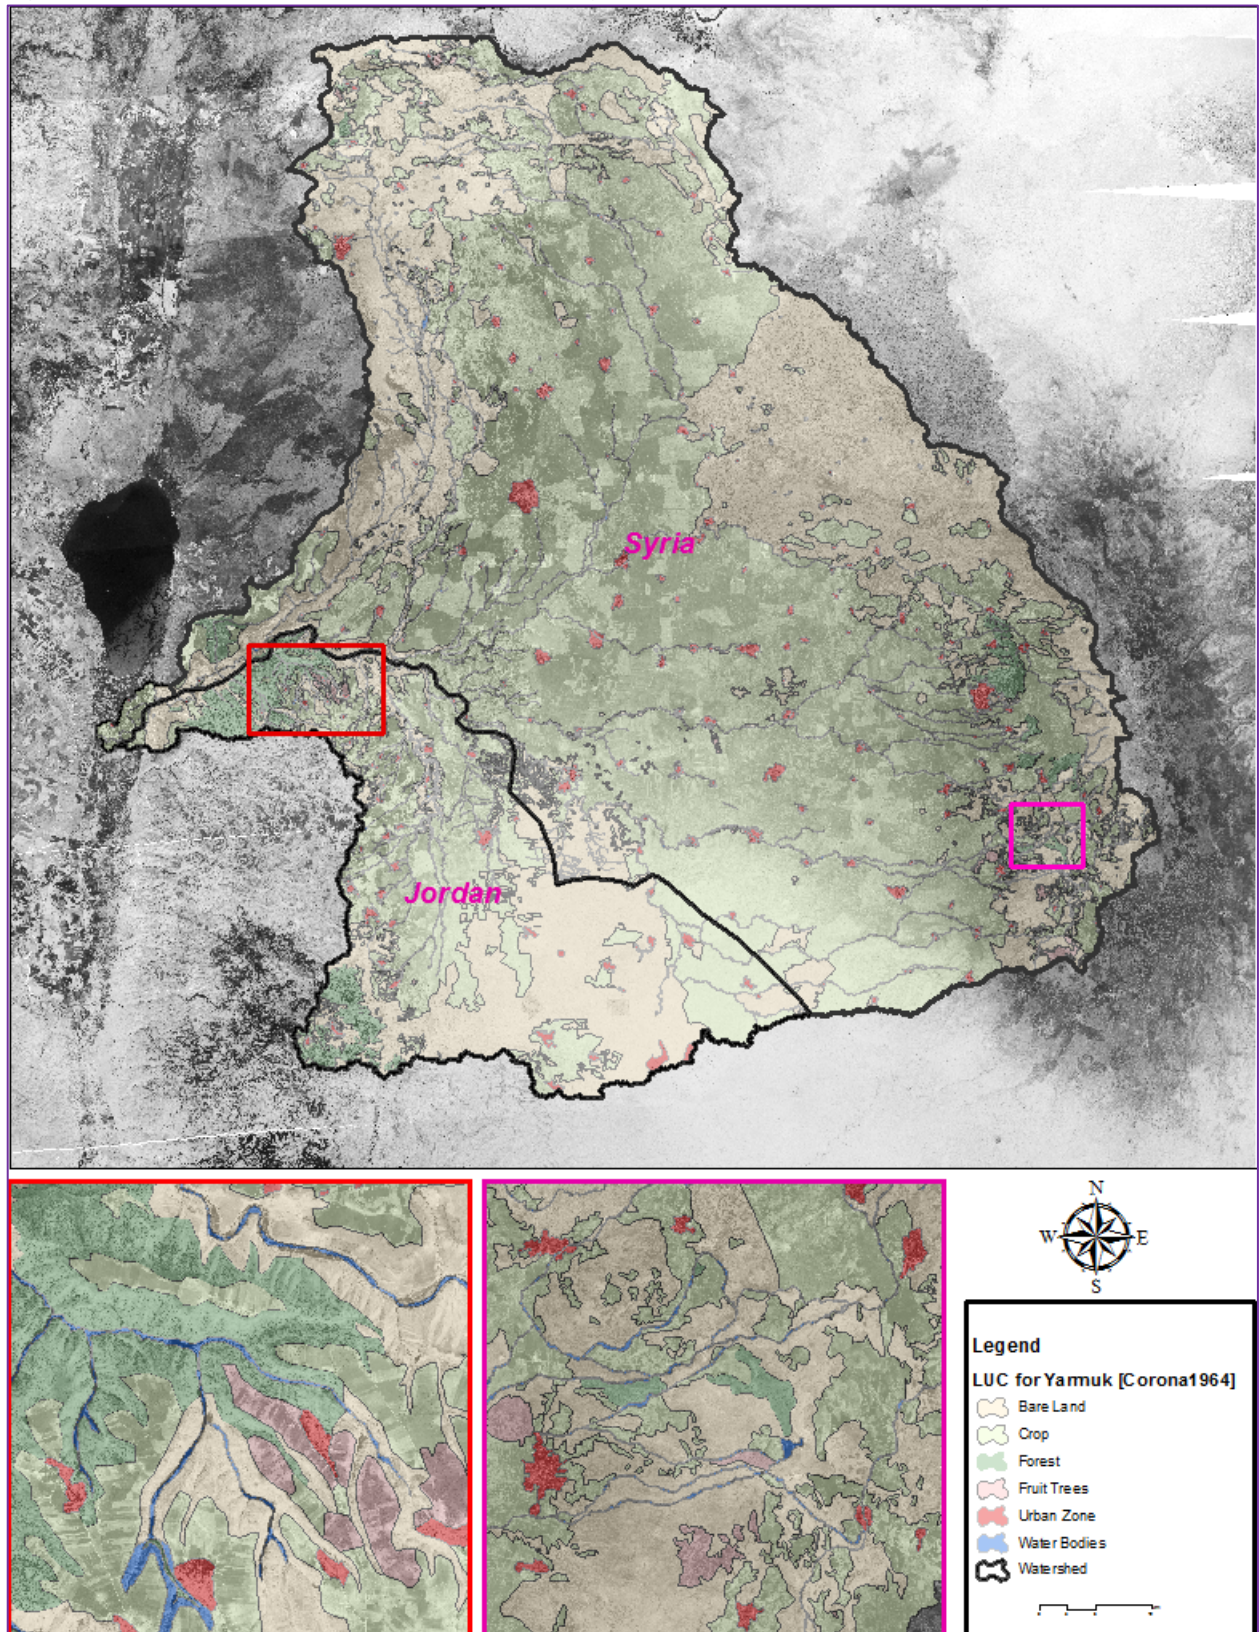 Syria
Jordan
N
W E
S
Legend
LUC for Yarmuk [Corona1964]
Bare Land
Crop
Forest
Fruit Trees
Urban Zone
Water Bodies
Watershed